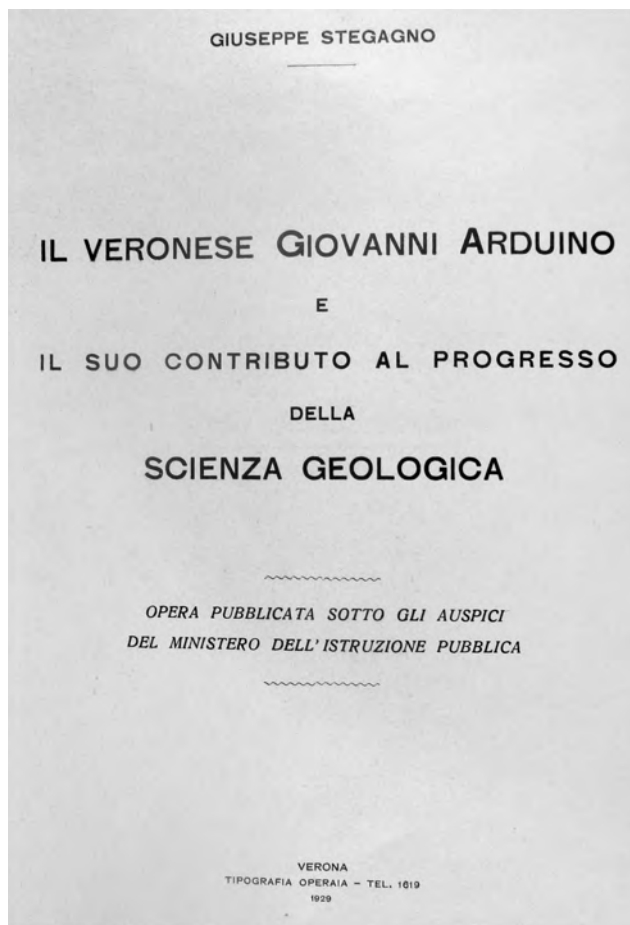 GIUSEPPE STEGAGNO
IL VERONESE GIOVANNI ARDUINO
E
IL SUO CONTRIBUTO AL PROGRESSO
DELLA
SCIENZA GEOLOGICA
OPERA PUBBLICATA SOTTO GLI AUSPICI
DEL MINISTERO DELL'ISTRUZIONE PUBBLICA
VERONA
TIPOGRAFIA OPERAIA – TEL. 1619
1929